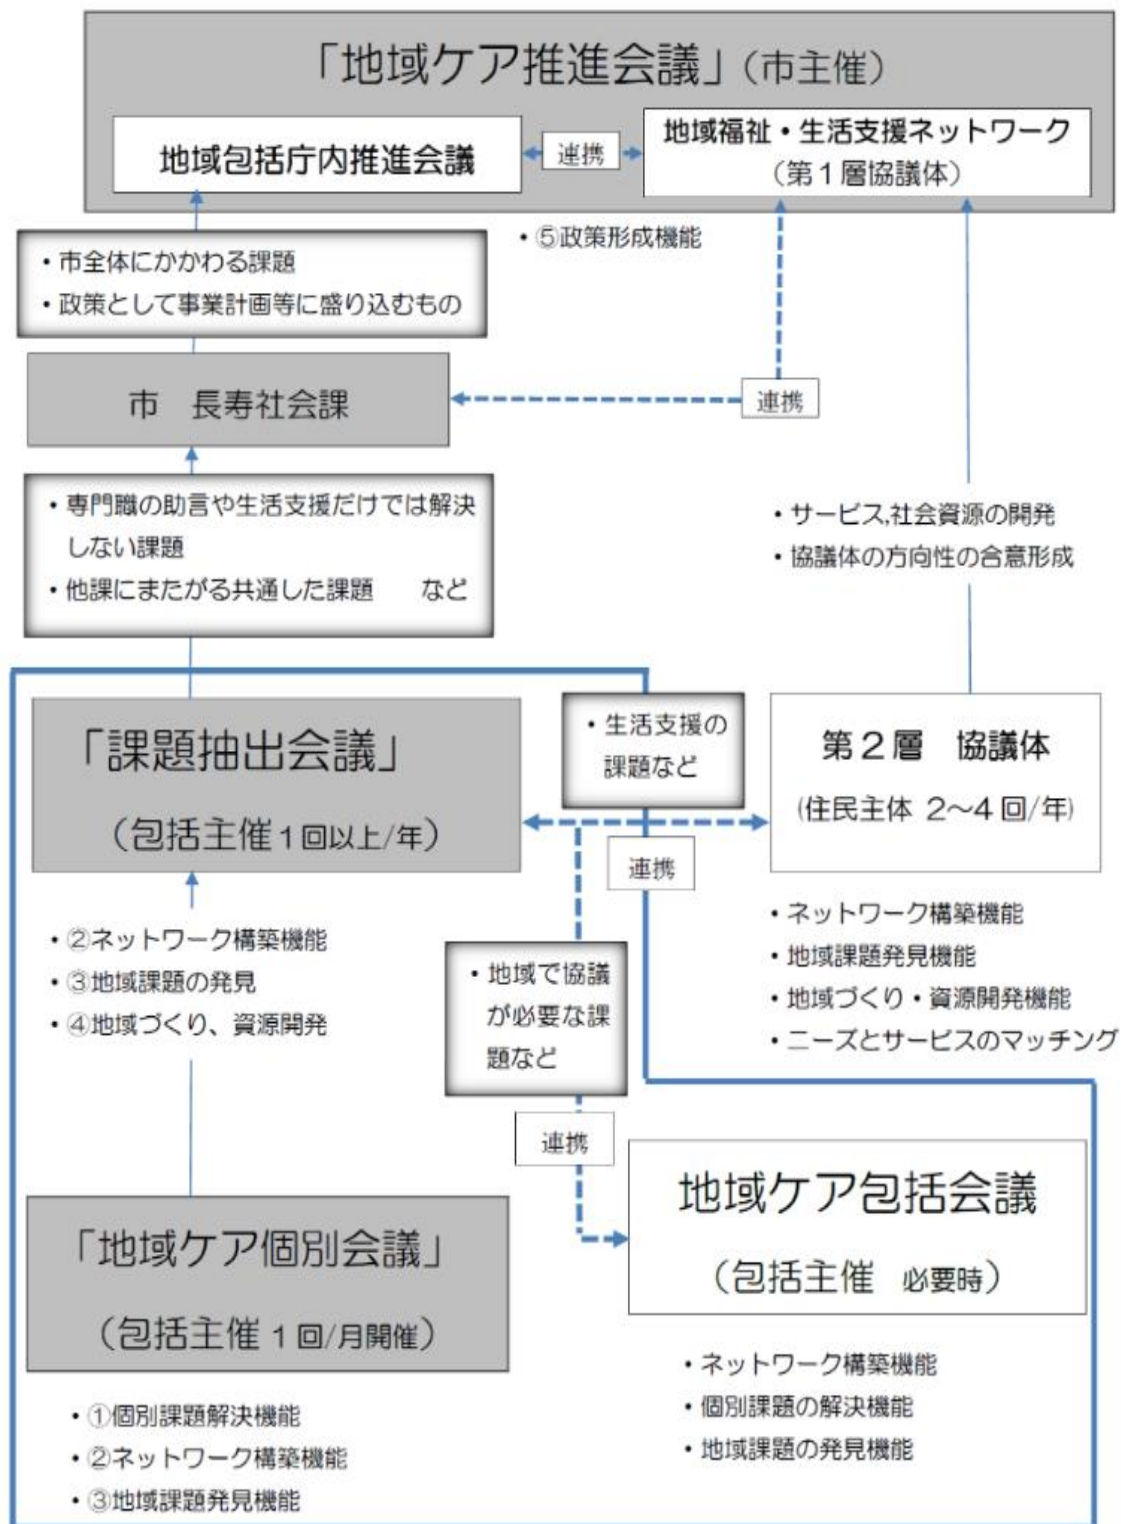 「地域ケア推進会議」（市主催）
地域包括庁内推進会議
連携
地域福祉・生活支援ネットワーク
（第１層協議体）
・⑤政策形成機能
・市全体にかかわる課題
・政策として事業計画等に盛り込むもの
市　長寿社会課
連携
・専門職の助言や生活支援だけでは解決
しない課題
・他課にまたがる共通した課題　　など
・サービス,社会資源の開発
・協議体の方向性の合意形成
「課題抽出会議」
（包括主催１回以上/年）
・生活支援の
課題など
連携
第２層　協議体
(住民主体 2～4 回/年)
・ネットワーク構築機能
・地域課題発見機能
・地域づくり・資源開発機能
・ニーズとサービスのマッチング
・②ネットワーク構築機能
・③地域課題の発見
・④地域づくり、資源開発
・地域で協議
が必要な課
題など
連携
地域ケア包括会議
（包括主催　必要時）
・ネットワーク構築機能
・個別課題の解決機能
・地域課題の発見機能
「地域ケア個別会議」
（包括主催 1 回/月開催）
・①個別課題解決機能
・②ネットワーク構築機能
・③地域課題発見機能